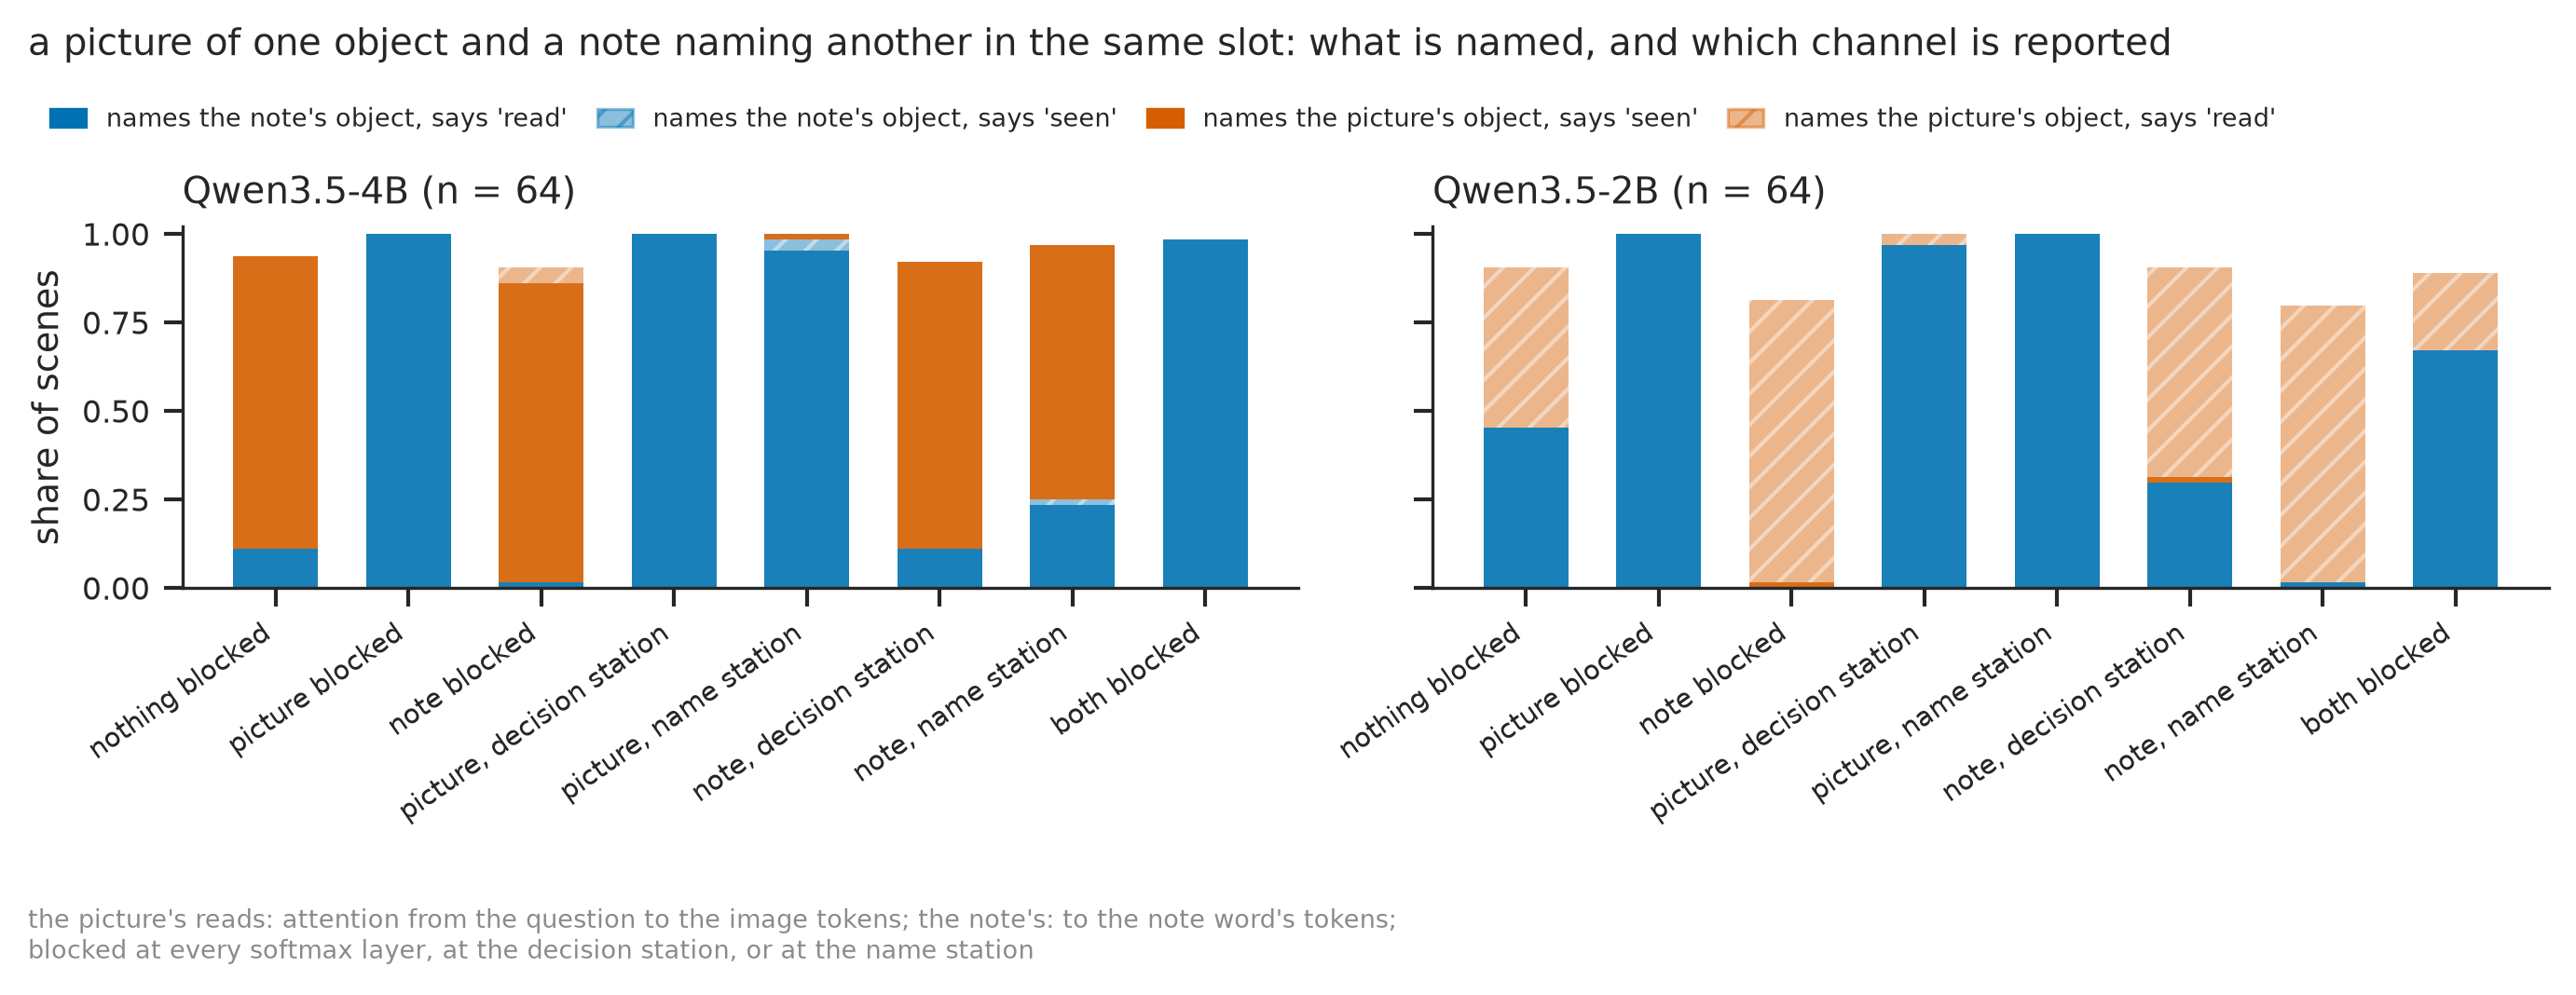 a picture of one object and a note naming another in the same slot: what is named, and which channel is reported
names the note's object, says 'read'
names the note's object, says 'seen'
names the picture's object, says 'seen'
names the picture's object, says 'read'
Qwen3.5-4B (n = 64)
share of scenes
1.00
0.75
0.50
0.25
0.00
nothing blocked
picture blocked
note blocked
picture, decision station
picture, name station
note, decision station
note, name station
both blocked
Qwen3.5-2B (n = 64)
nothing blocked
picture blocked
note blocked
picture, decision station
picture, name station
note, decision station
note, name station
both blocked
the picture's reads: attention from the question to the image tokens; the note's: to the note word's tokens;
blocked at every softmax layer, at the decision station, or at the name station